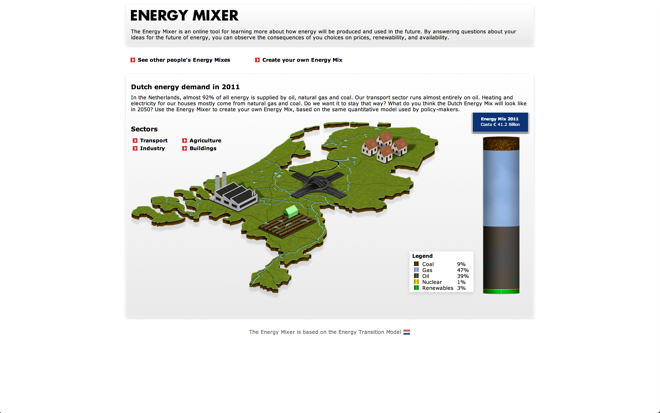 ENERGY MIXER
The Energy Mixer is an online tool for learning more about how energy will be produced and used in the future. By answering questions about your
ideas for the future of energy, you can observe the consequences of you choices on prices, renewability, and availability.
See other people's Energy Mixes
Create your own Energy Mix
Dutch energy demand in 2011
In the Netherlands, almost 92% of all energy is supplied by oil, natural gas and coal. Our transport sector runs almost entirely on oil. Heating and
electricity for our houses mostly come from natural gas and coal. Do we want it to stay that way? What do you think the Dutch Energy Mix will look like
in 2050? Use the Energy Mixer to create your own Energy Mix, based on the same quantitative model used by policy-makers.
Energy Mix 2011
Costs € 41.2 Billion
Sectors
Transport
Agriculture
Industry
Buildings
Legend
Coal 9%
Gas 47%
Oil 39%
Nuclear 1%
Renewables 3%
The Energy Mixer is based on the Energy Transition Model